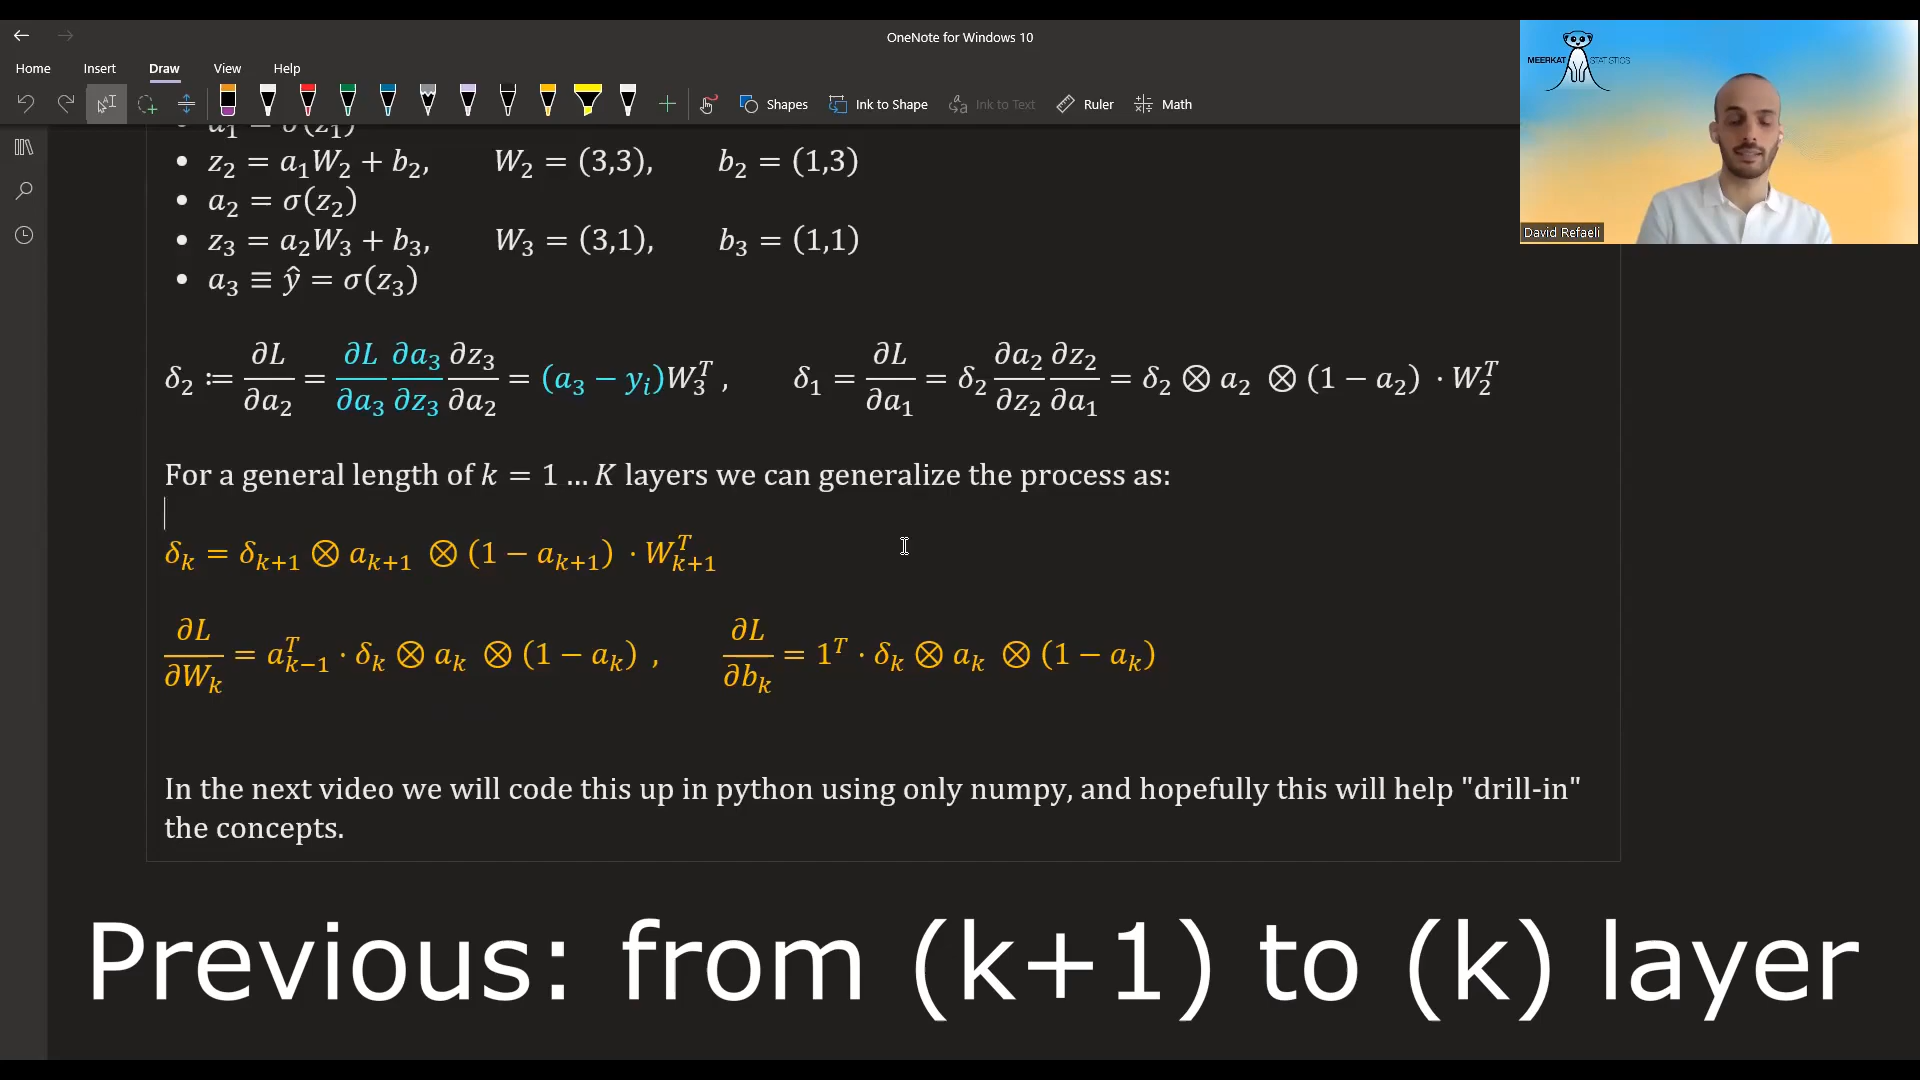 OneNote for Windows 10
Home Insert Draw View Help
Shapes Ink to Shape Ink to Text Ruler Math
MEERKAT STATISTICS
David Refaeli
a₁ = σ(z₁)
• z₂ = a₁W₂ + b₂, W₂ = (3,3), b₂ = (1,3)
• a₂ = σ(z₂)
• z₃ = a₂W₃ + b₃, W₃ = (3,1), b₃ = (1,1)
• a₃ ≡ ŷ = σ(z₃)
δ₂ ≔ ∂L/∂a₂ = ∂L/∂a₃ ∂a₃/∂z₃ ∂z₃/∂a₂ = (a₃ − yᵢ)W₃ᵀ , δ₁ = ∂L/∂a₁ = δ₂ ∂a₂/∂z₂ ∂z₂/∂a₁ = δ₂ ⊗ a₂ ⊗ (1 − a₂) · W₂ᵀ
For a general length of k = 1 … K layers we can generalize the process as:
δₖ = δₖ₊₁ ⊗ aₖ₊₁ ⊗ (1 − aₖ₊₁) · Wₖ₊₁ᵀ
∂L/∂Wₖ = aₖ₋₁ᵀ · δₖ ⊗ aₖ ⊗ (1 − aₖ) , ∂L/∂bₖ = 1ᵀ · δₖ ⊗ aₖ ⊗ (1 − aₖ)
In the next video we will code this up in python using only numpy, and hopefully this will help "drill-in"
the concepts.
Previous: from (k+1) to (k) layer